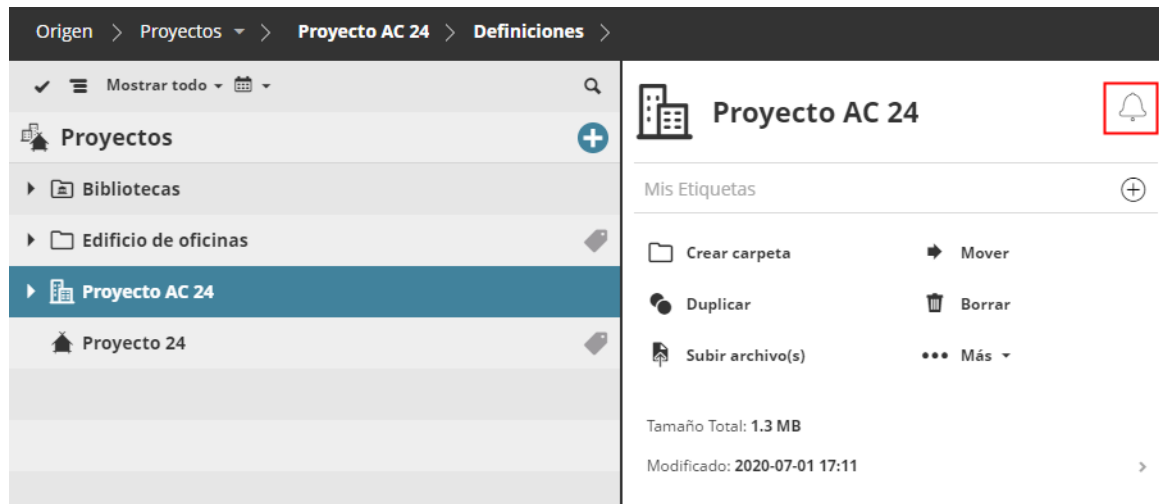 Origen > Proyectos > Proyecto AC 24 > Definiciones >
Mostrar todo
Proyectos
Bibliotecas
Edificio de oficinas
Proyecto AC 24
Proyecto 24
Proyecto AC 24
Mis Etiquetas
Crear carpeta
Mover
Duplicar
Borrar
Subir archivo(s)
Más
Tamaño Total: 1.3 MB
Modificado: 2020-07-01 17:11